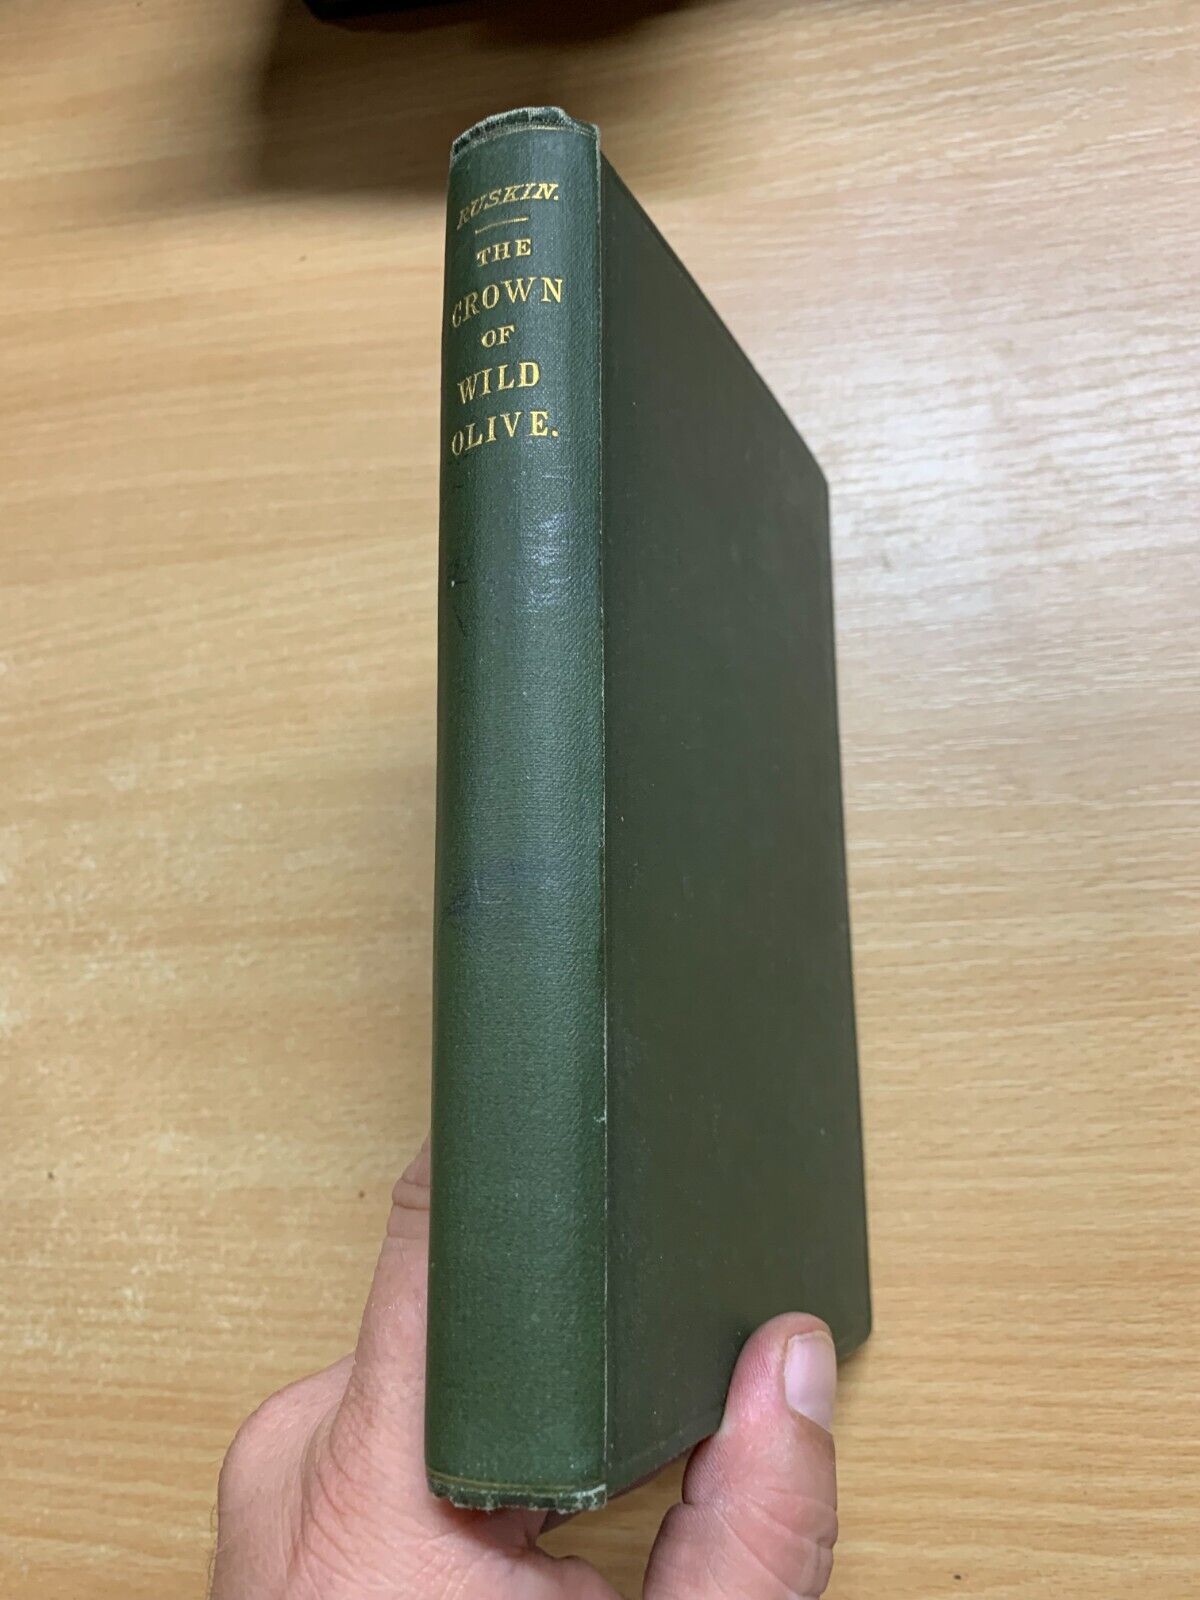 RUSKIN.
THE
CROWN
OF
WILD
OLIVE.